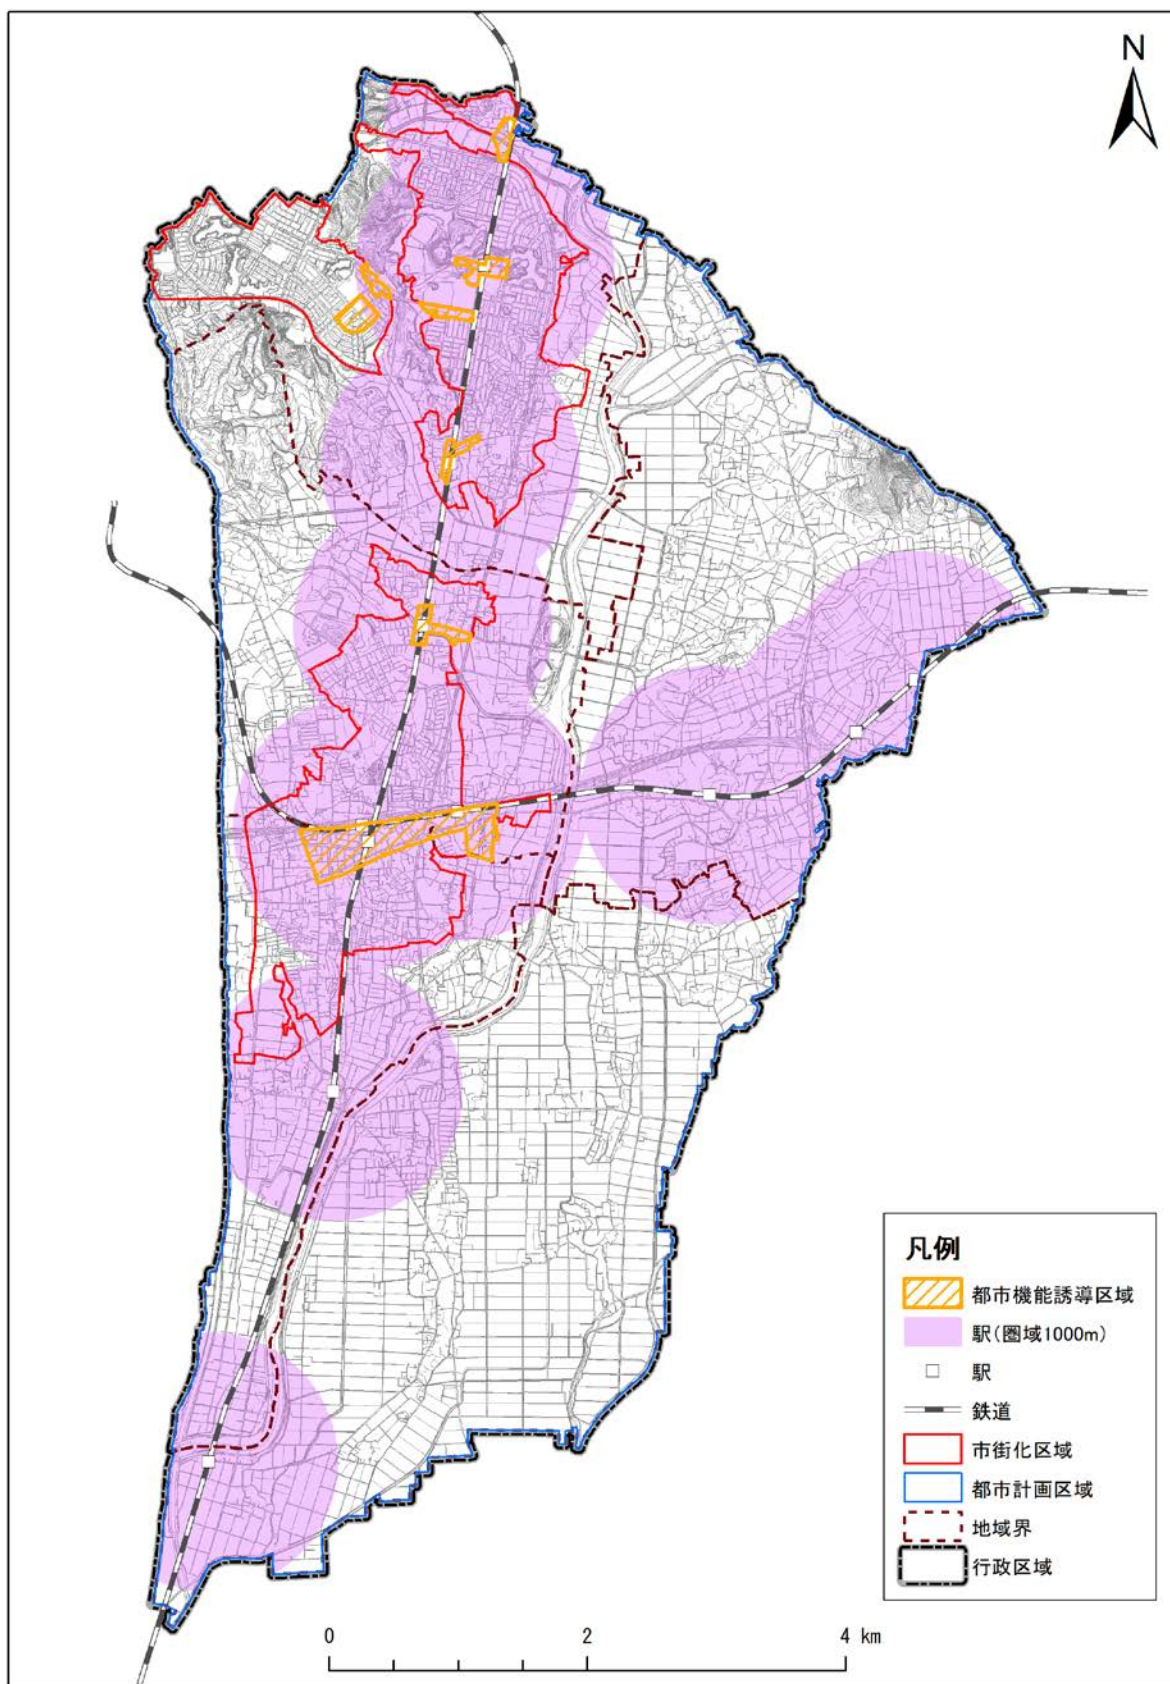 N
凡例
都市機能誘導区域
駅(圏域1000m)
駅
鉄道
市街化区域
都市計画区域
地域界
行政区域
0 2 4 km